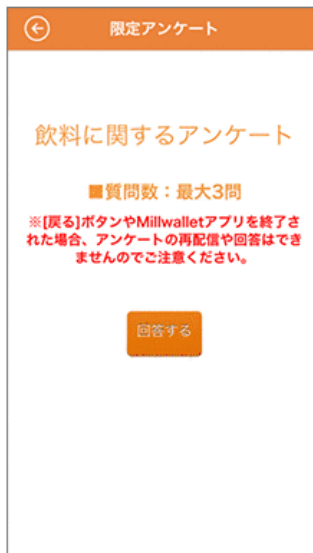 限定アンケート
飲料に関するアンケート
■質問数：最大3問
※[戻る]ボタンやMillwalletアプリを終了さ
れた場合、アンケートの再配信や回答はでき
ませんのでご注意ください。
回答する